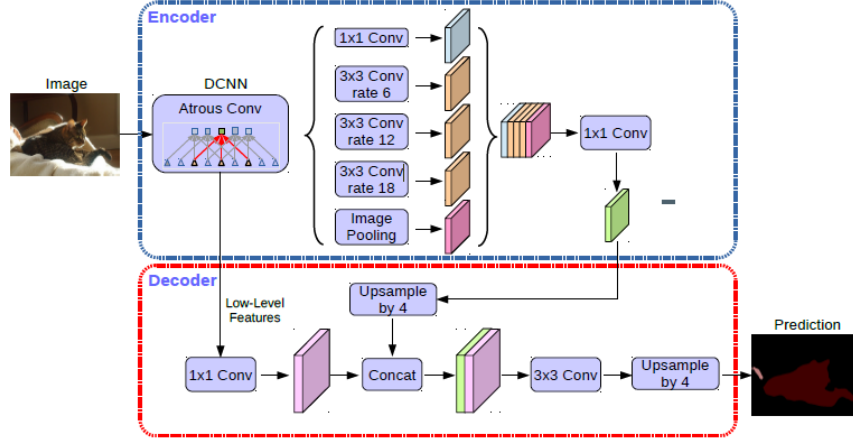 Encoder
Image
DCNN
Atrous Conv
1x1 Conv
3x3 Conv
rate 6
3x3 Conv
rate 12
3x3 Conv
rate 18
Image
Pooling
1x1 Conv
Decoder
Low-Level
Features
Upsample
by 4
1x1 Conv
Concat
3x3 Conv
Upsample
by 4
Prediction